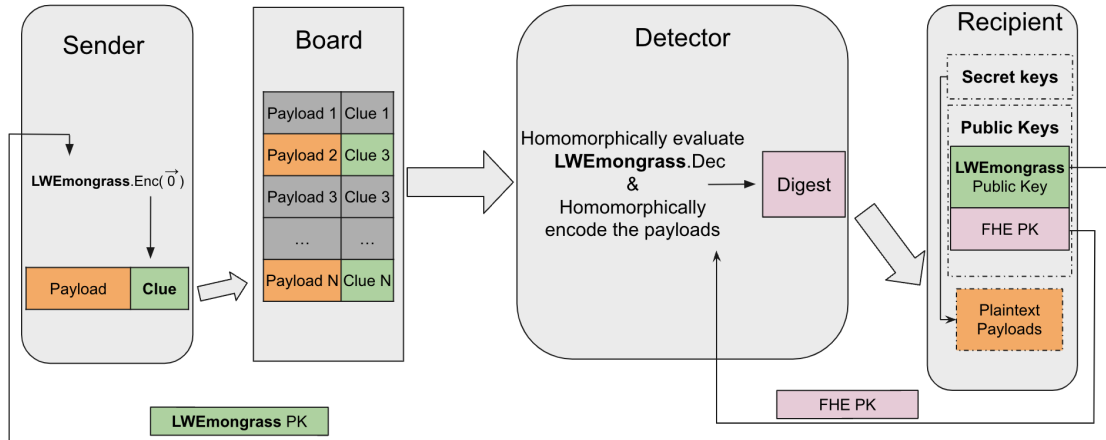 Sender
LWEmongrass.Enc(0⃗)
Payload
Clue
Board
Payload 1
Clue 1
Payload 2
Clue 3
Payload 3
Clue 3
...
...
Payload N
Clue N
Detector
Homomorphically evaluate
LWEmongrass.Dec
&
Homomorphically
encode the payloads
Digest
Recipient
Secret keys
Public Keys
LWEmongrass
Public Key
FHE PK
Plaintext
Payloads
FHE PK
LWEmongrass PK